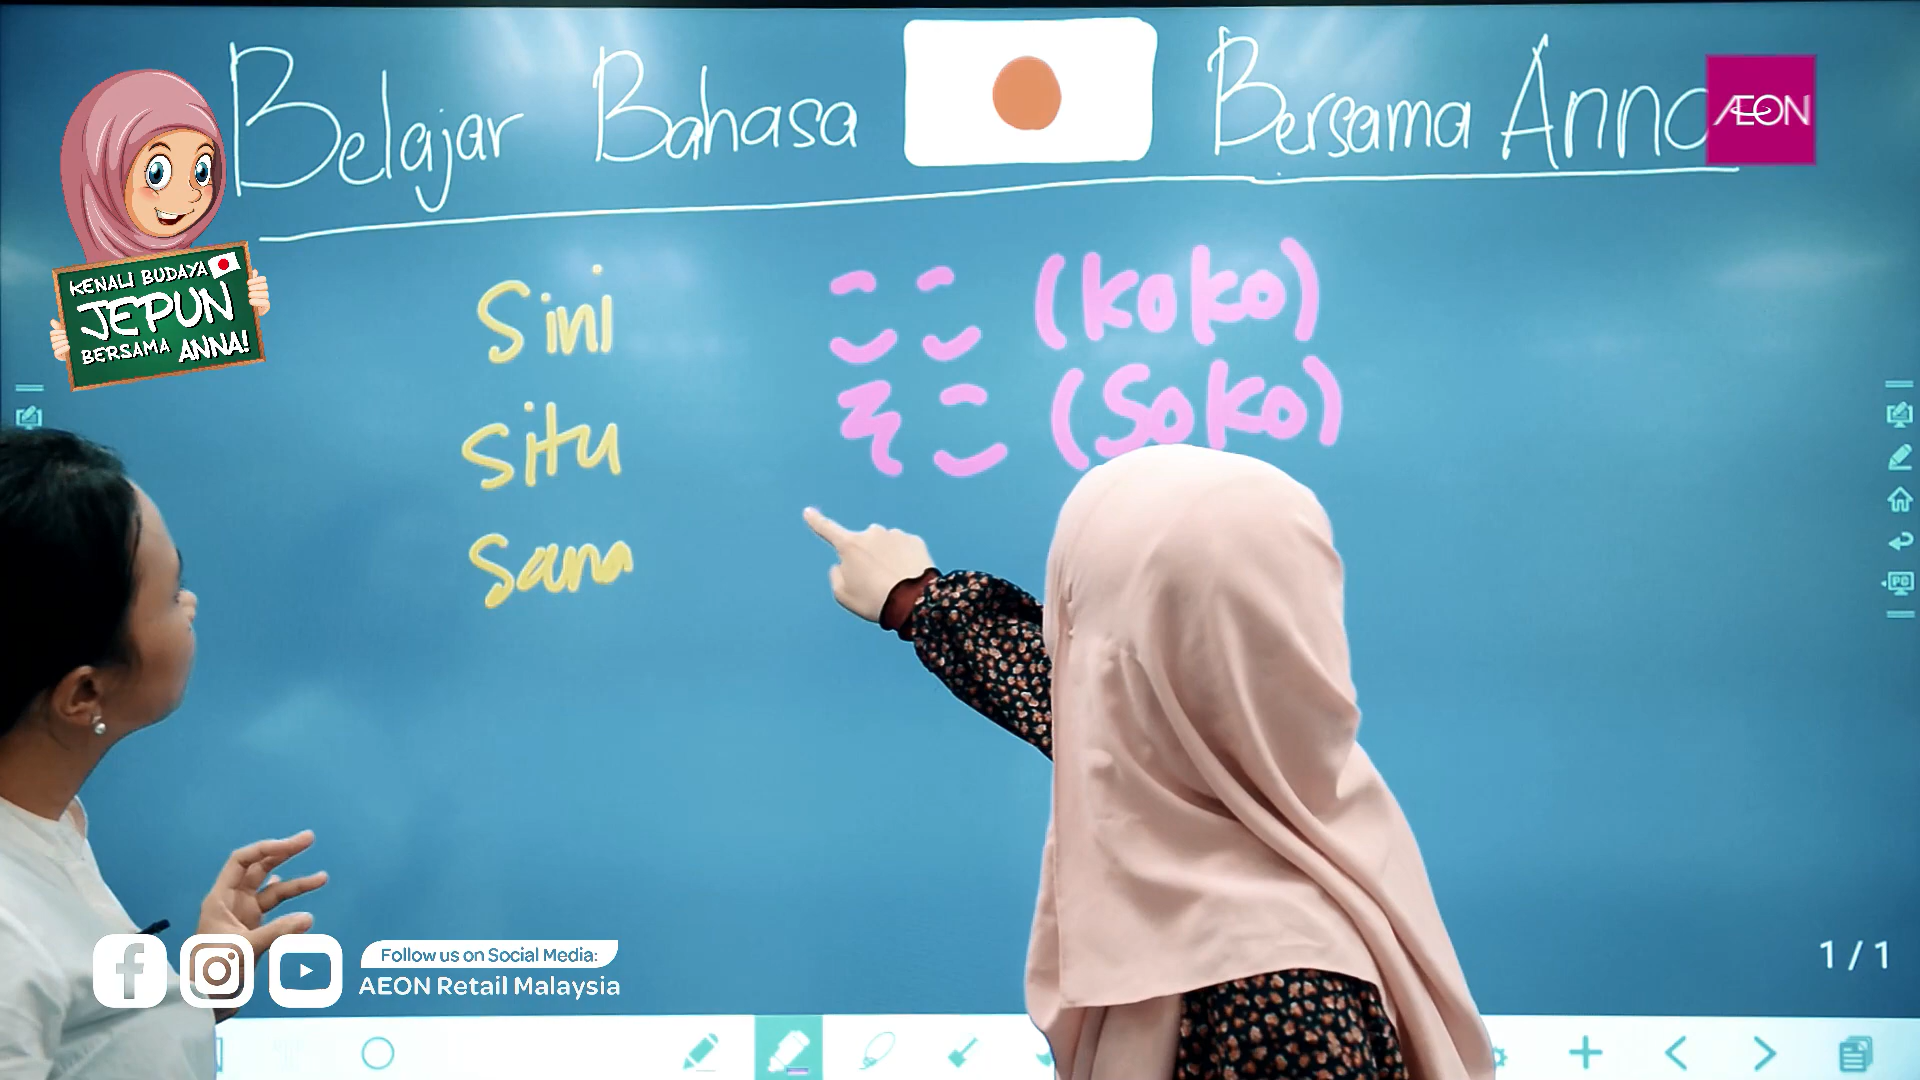 Belajar Bahasa Bersama Anna
AEON
KENALI BUDAYA
JEPUN
BERSAMA ANNA!
Sini ここ (koko)
Situ そこ (Soko)
Sana
Follow us on Social Media:
AEON Retail Malaysia
1/1
PC